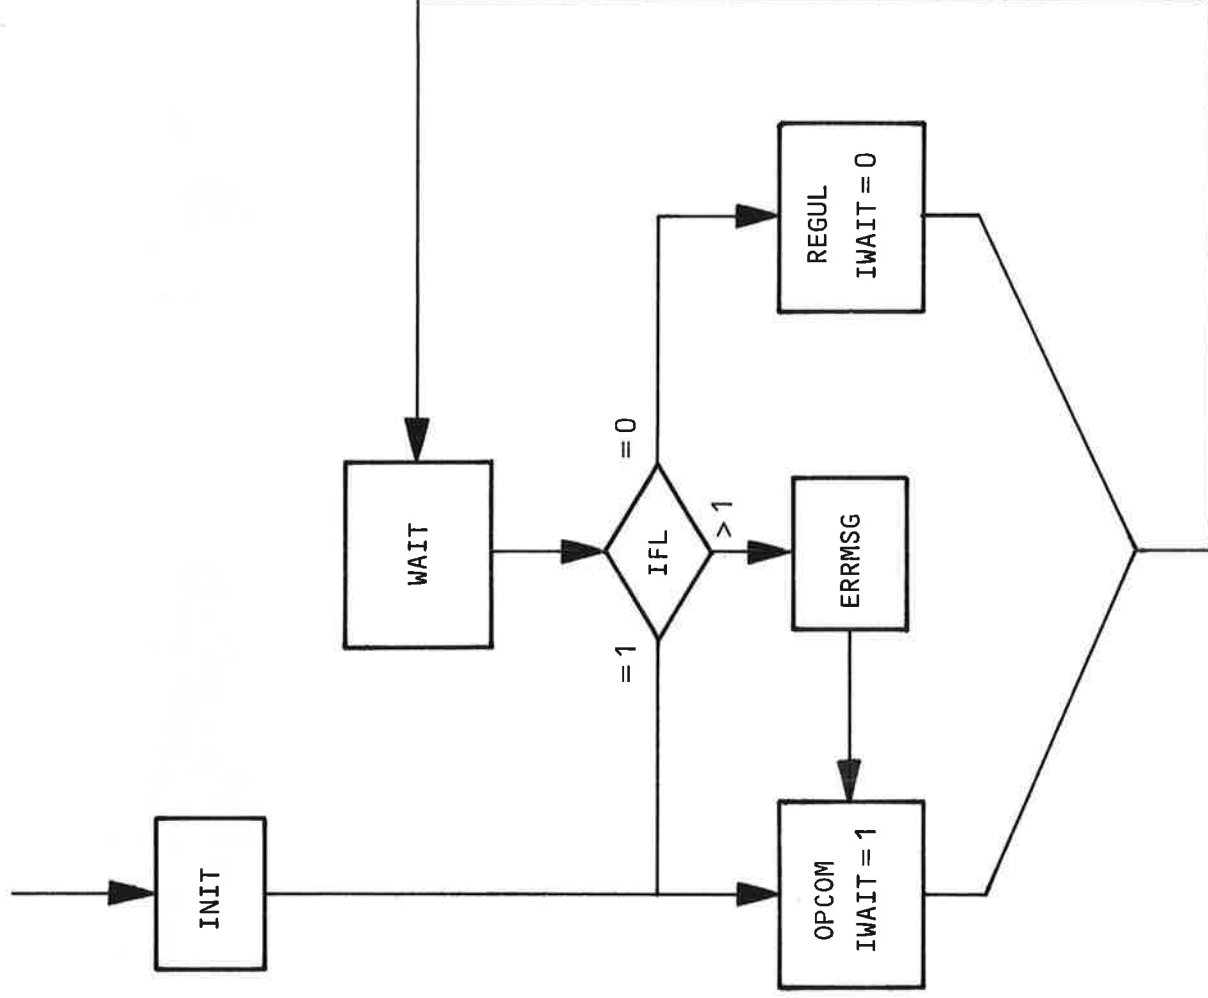 INIT
WAIT
IFL
=1
=0
>1
ERRMSG
OPCOM
IWAIT=1
REGUL
IWAIT=0